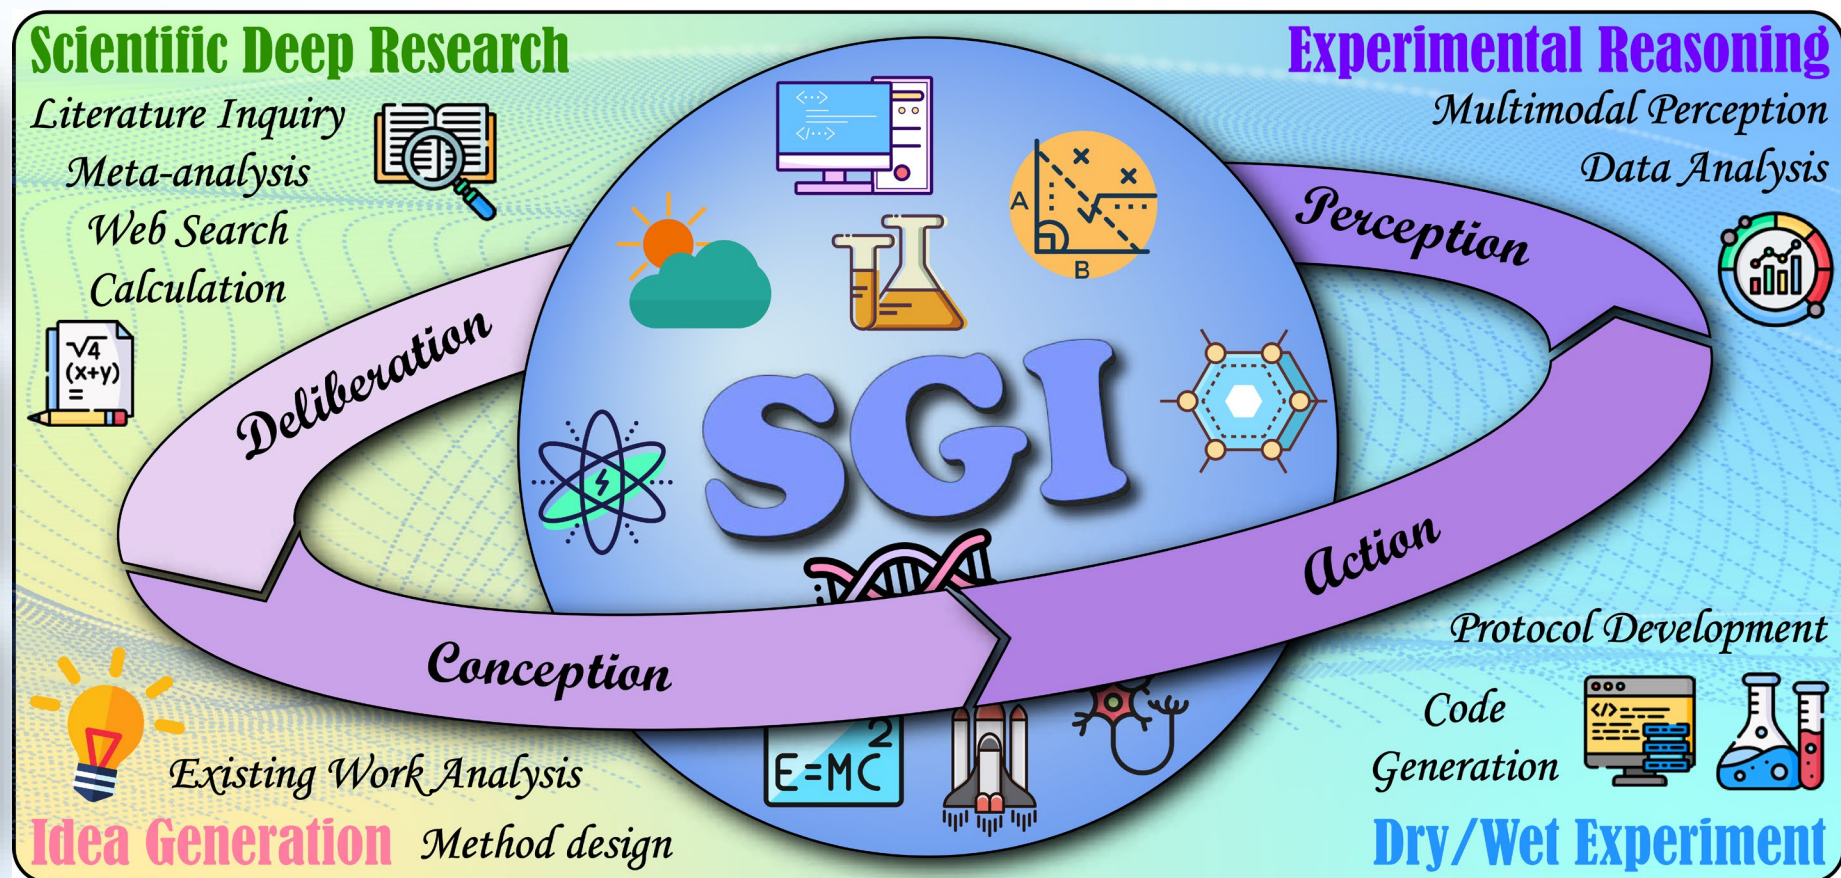 Scientific Deep Research
Literature Inquiry
Meta-analysis
Web Search
Calculation
√4
(x+y)
=
Experimental Reasoning
Multimodal Perception
Data Analysis
<···>
</···>
A
B
Perception
Deliberation
SGI
Action
Conception
E=MC2
Existing Work Analysis
Idea Generation
Method design
Protocol Development
Code
Generation
</>
Dry/Wet Experiment